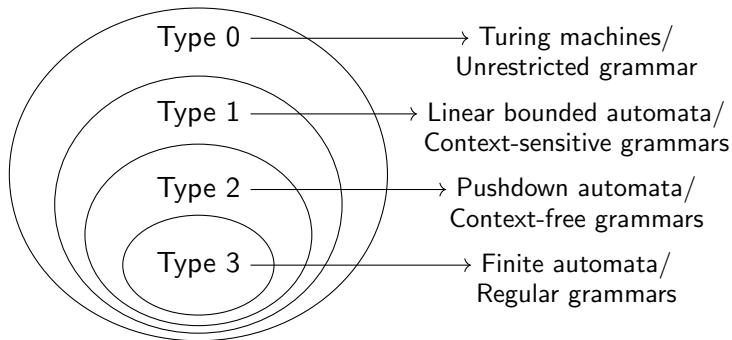 Type 0
Turing machines/
Unrestricted grammar
Type 1
Linear bounded automata/
Context-sensitive grammars
Type 2
Pushdown automata/
Context-free grammars
Type 3
Finite automata/
Regular grammars